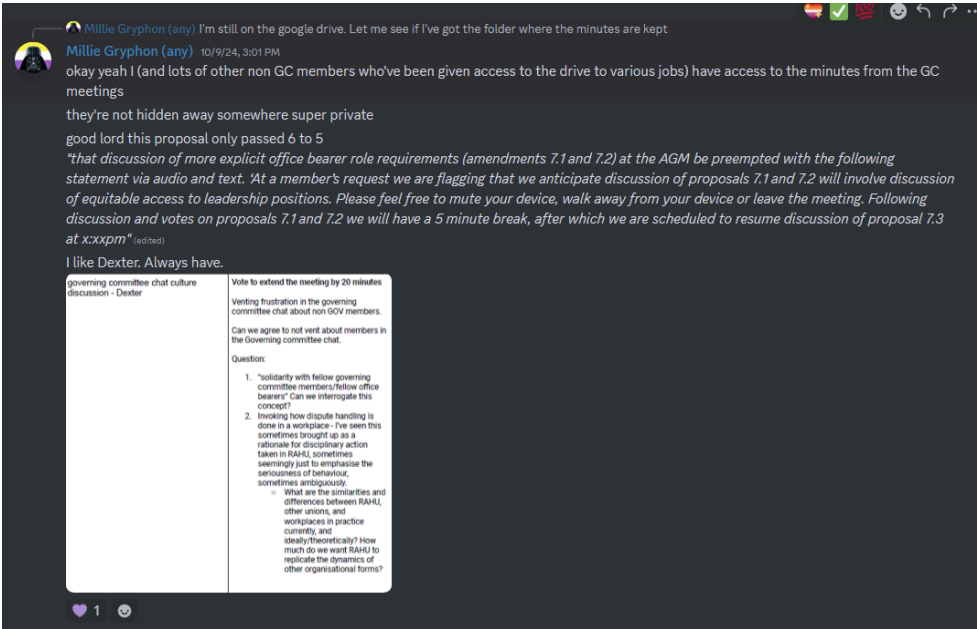 Millie Gryphon (any) I'm still on the google drive. Let me see if I've got the folder where the minutes are kept
Millie Gryphon (any) 10/9/24, 3:01 PM
okay yeah I (and lots of other non GC members who've been given access to the drive to various jobs) have access to the minutes from the GC
meetings
they're not hidden away somewhere super private
good lord this proposal only passed 6 to 5
"that discussion of more explicit office bearer role requirements (amendments 7.1 and 7.2) at the AGM be preempted with the following
statement via audio and text. 'At a member's request we are flagging that we anticipate discussion of proposals 7.1 and 7.2 will involve discussion
of equitable access to leadership positions. Please feel free to mute your device, walk away from your device or leave the meeting. Following
discussion and votes on proposals 7.1 and 7.2 we will have a 5 minute break, after which we are scheduled to resume discussion of proposal 7.3
at x:xxpm" (edited)
I like Dexter. Always have.
governing committee chat culture
discussion - Dexter
Vote to extend the meeting by 20 minutes
Venting frustration in the governing
committee chat about non GOV members.
Can we agree to not vent about members in
the Governing committee chat.
Question:
1. "solidarity with fellow governing
committee members/fellow office
bearers" Can we interrogate this
concept?
2. Invoking how dispute handling is
done in a workplace - I've seen this
sometimes brought up as a
rationale for disciplinary action
taken in RAHU, sometimes
seemingly just to emphasise the
seriousness of behaviour,
sometimes ambiguously.
○ What are the similarities and
differences between RAHU,
other unions, and
workplaces in practice
currently, and
ideally/theoretically? How
much do we want RAHU to
replicate the dynamics of
other organisational forms?
1